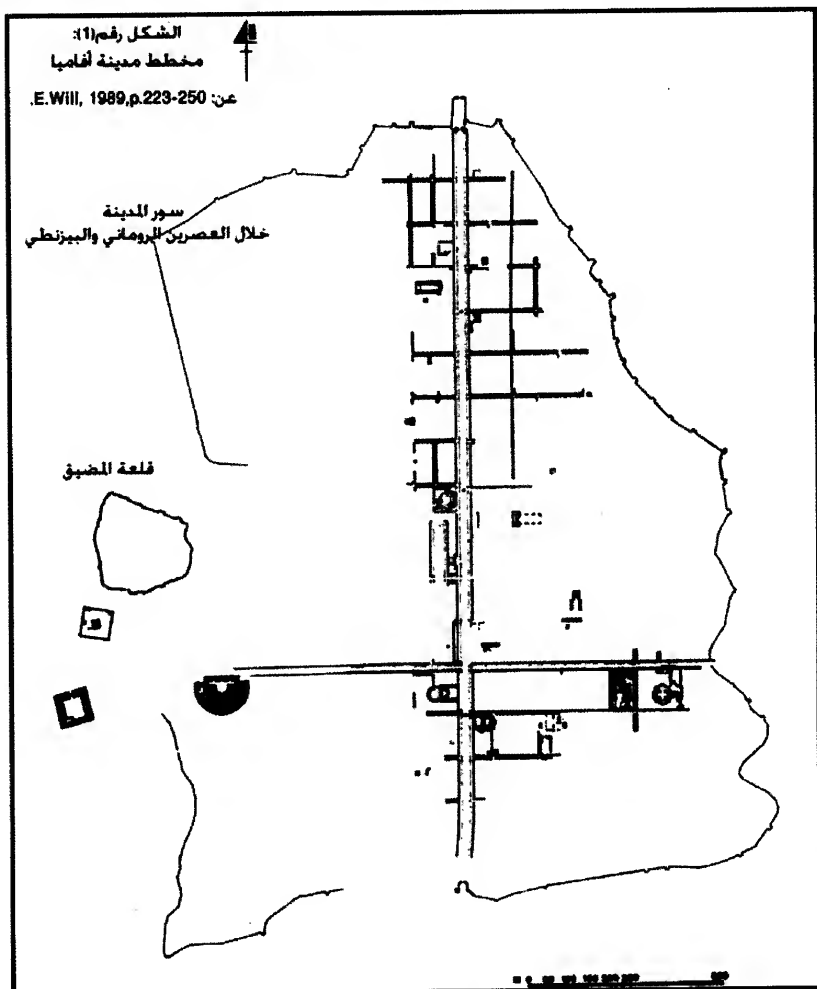 الشكل رقم(1):
مخطط مدينة أفاميا
عن: E.Will, 1989,p.223-250.
سور المدينة
خلال العصرين الروماني والبيزنطي
قلعة المضيق